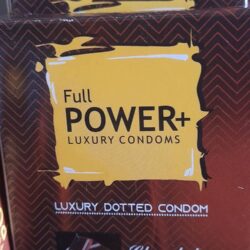 Full
POWER+
LUXURY CONDOMS
LUXURY DOTTED CONDOM